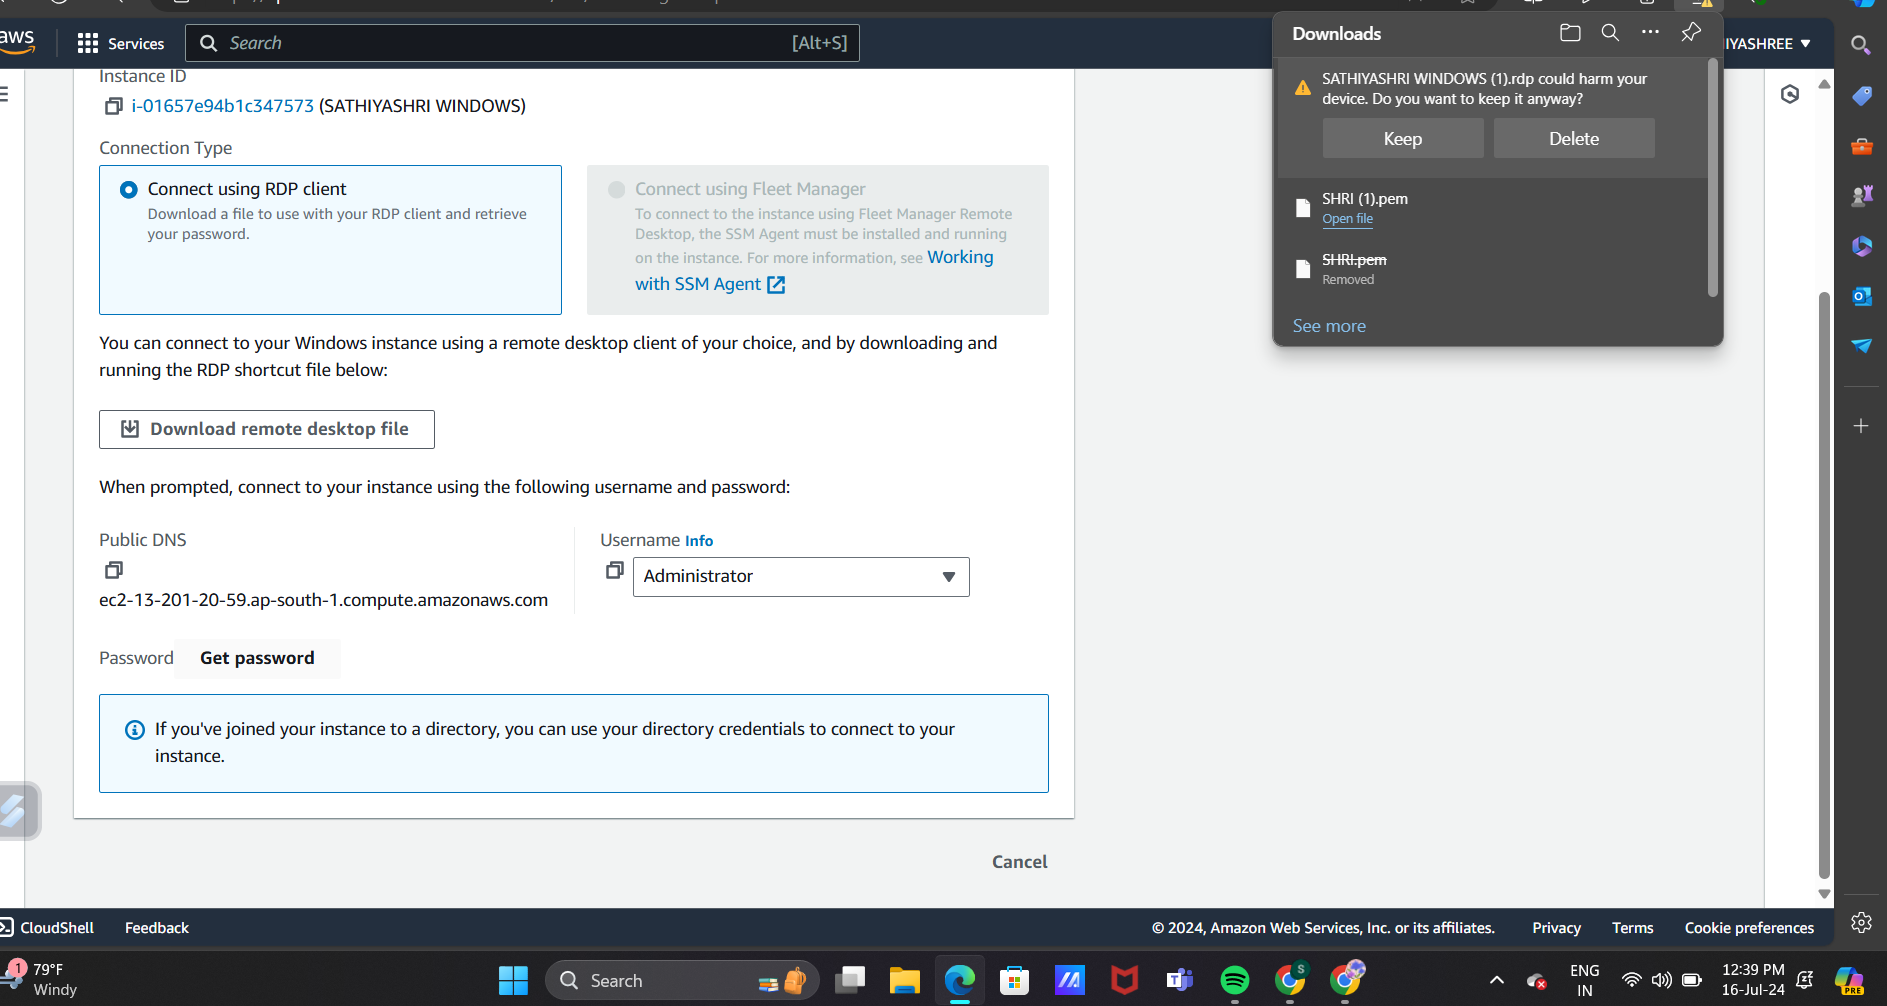 aws
Services
Search
[Alt+S]
IYASHREE
Instance ID
i-01657e94b1c347573 (SATHIYASHRI WINDOWS)
Connection Type
Connect using RDP client
Download a file to use with your RDP client and retrieve
your password.
Connect using Fleet Manager
To connect to the instance using Fleet Manager Remote
Desktop, the SSM Agent must be installed and running
on the instance. For more information, see Working
with SSM Agent
You can connect to your Windows instance using a remote desktop client of your choice, and by downloading and
running the RDP shortcut file below:
Download remote desktop file
When prompted, connect to your instance using the following username and password:
Public DNS
ec2-13-201-20-59.ap-south-1.compute.amazonaws.com
Username Info
Administrator
Password
Get password
If you've joined your instance to a directory, you can use your directory credentials to connect to your
instance.
Cancel
Downloads
SATHIYASHRI WINDOWS (1).rdp could harm your
device. Do you want to keep it anyway?
Keep
Delete
SHRI (1).pem
Open file
SHRI.pem
Removed
See more
CloudShell
Feedback
© 2024, Amazon Web Services, Inc. or its affiliates.
Privacy
Terms
Cookie preferences
1
79°F
Windy
Search
S
ENG
IN
12:39 PM
16-Jul-24
PRE